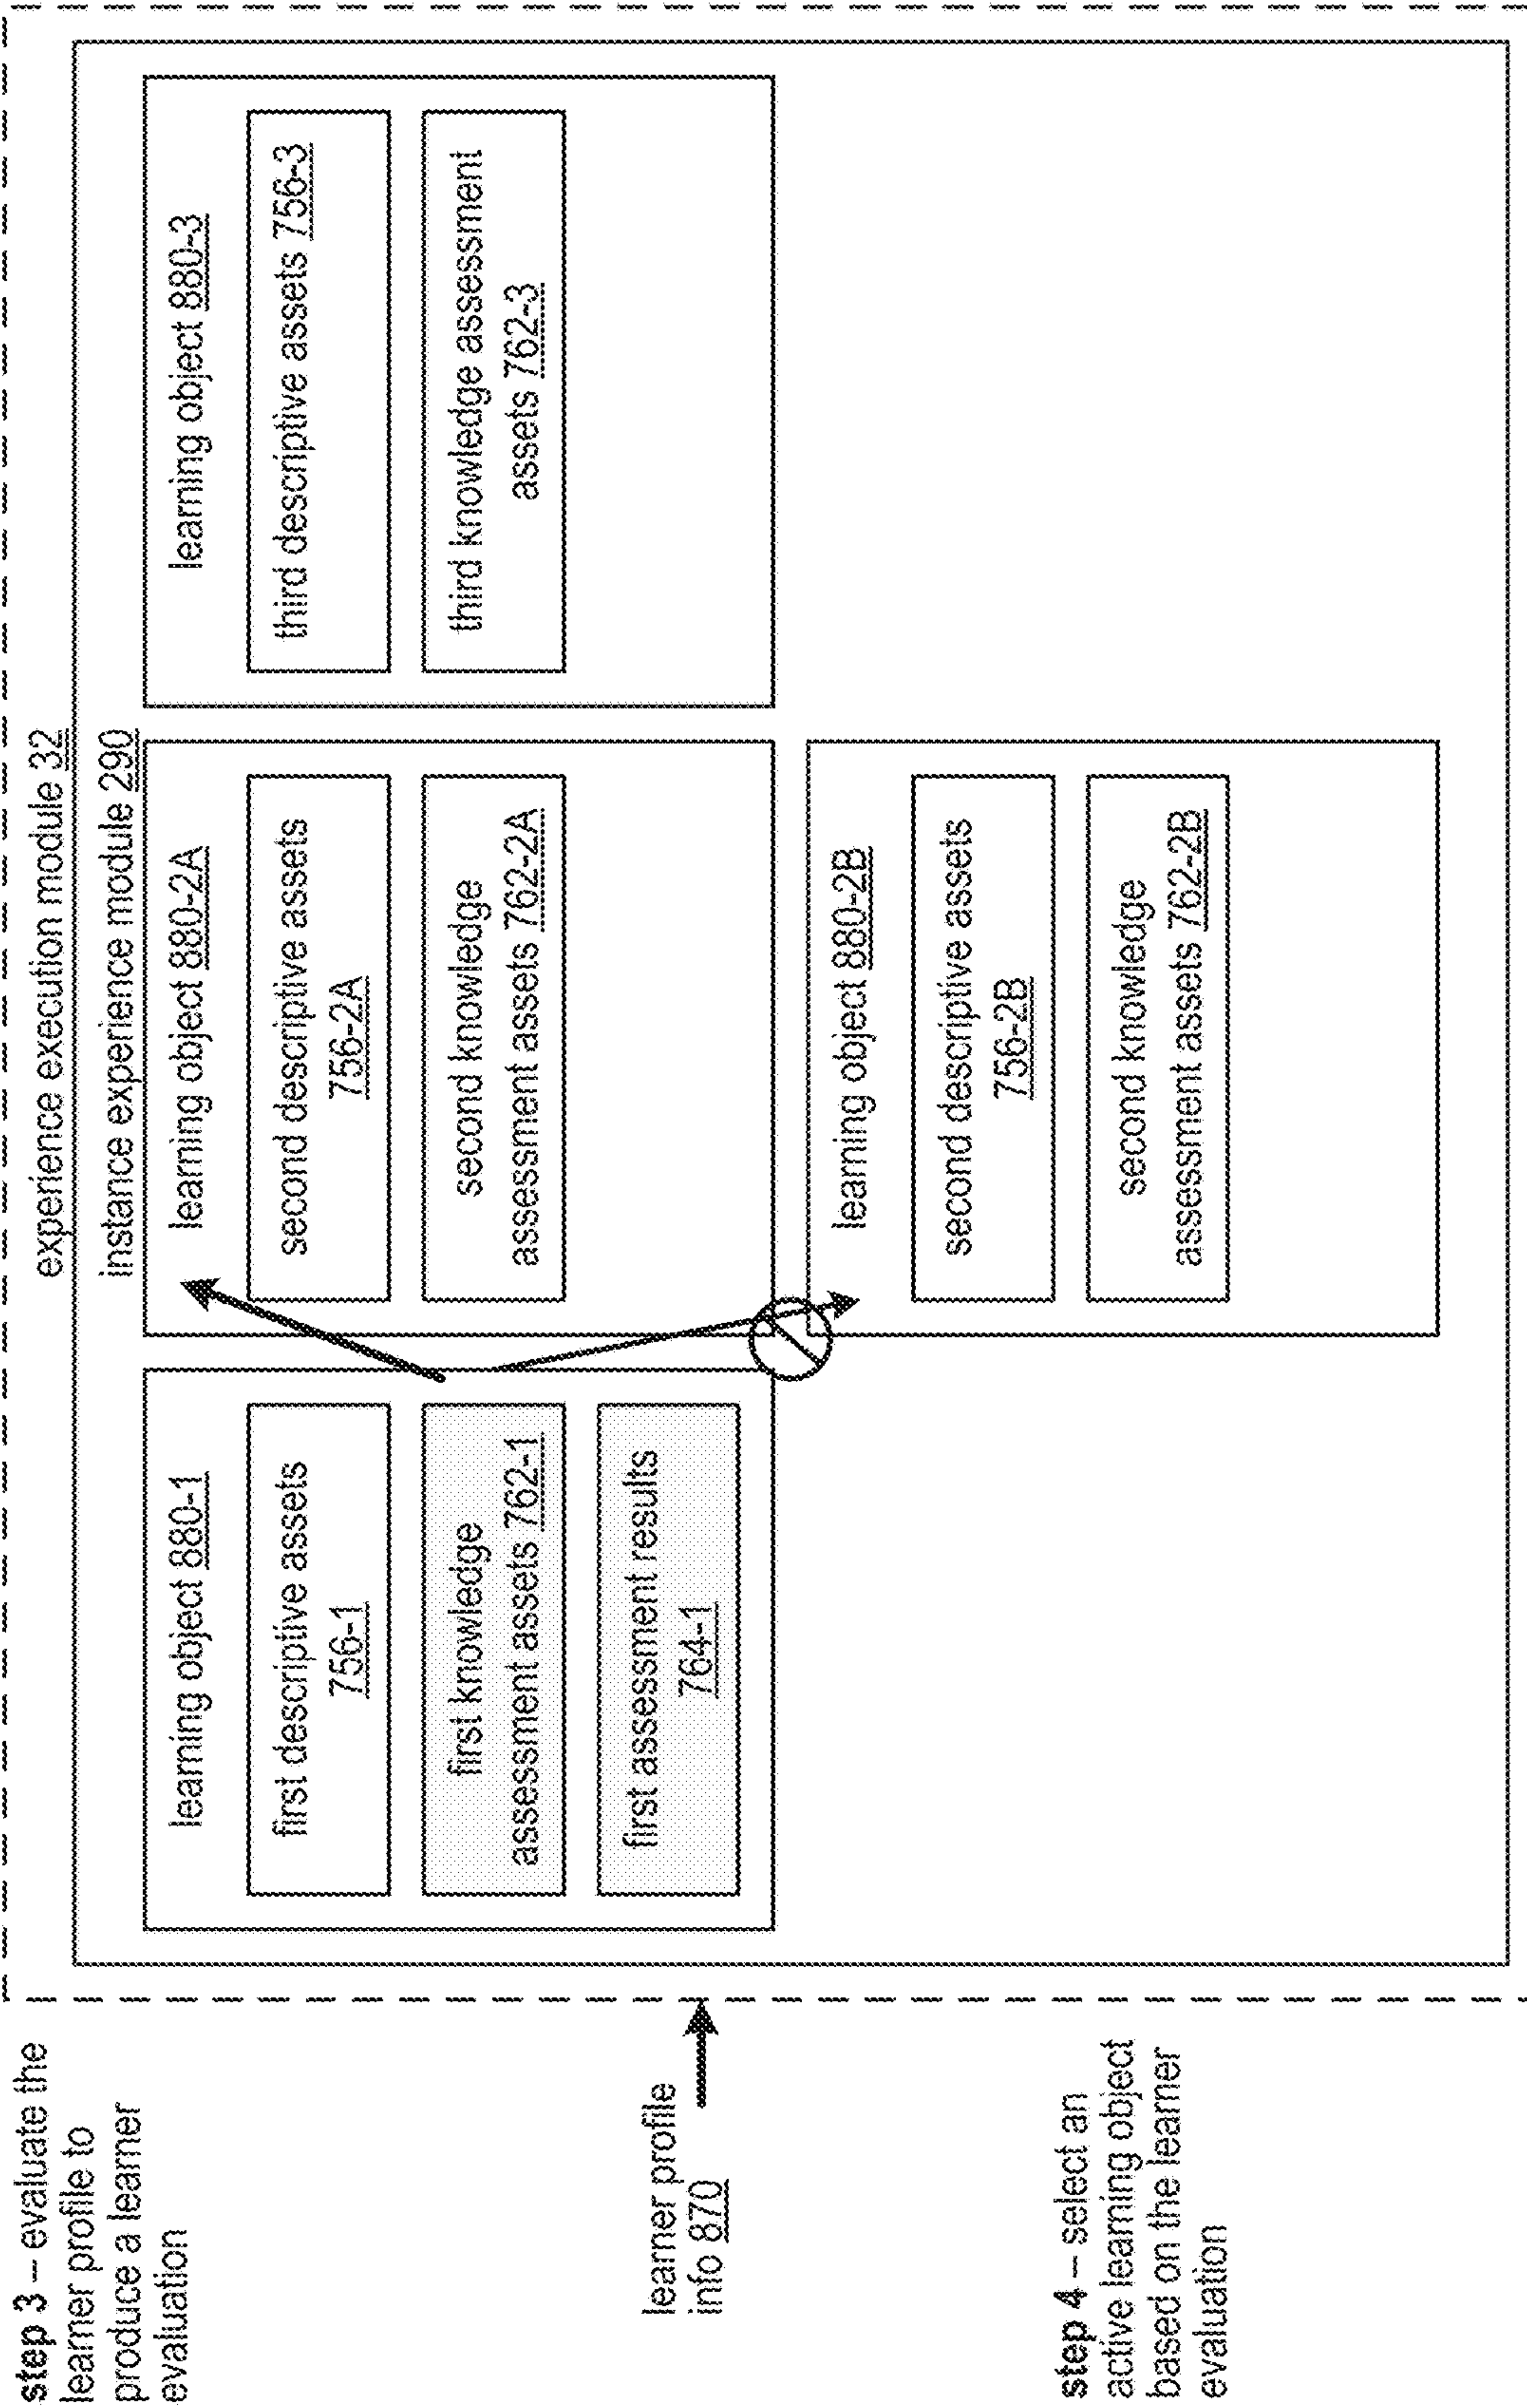 step 3 – evaluate the
learner profile to
produce a learner
evaluation
learner profile
info 870
step 4 – select an
active learning object
based on the learner
evaluation
experience execution module 32
instance experience module 290
learning object 880-1
first descriptive assets
756-1
first knowledge
assessment assets 762-1
first assessment results
764-1
learning object 880-2A
second descriptive assets
756-2A
second knowledge
assessment assets 762-2A
learning object 880-3
third descriptive assets 756-3
third knowledge assessment
assets 762-3
learning object 880-2B
second descriptive assets
756-2B
second knowledge
assessment assets 762-2B